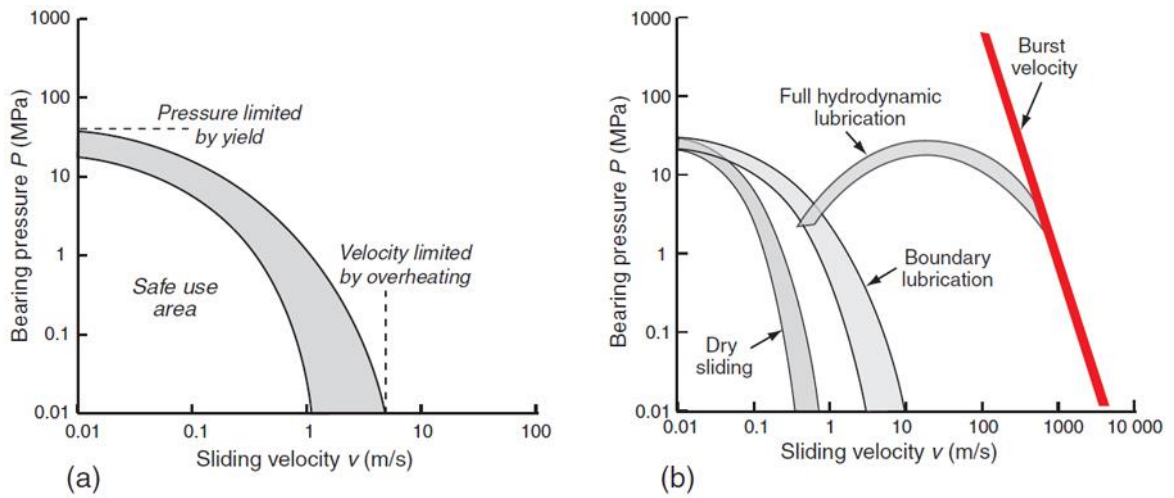 1000
100
10
1
0.1
0.01
Bearing pressure P (MPa)
Pressure limited
by yield
Velocity limited
by overheating
Safe use
area
0.01
0.1
1
10
100
Sliding velocity v (m/s)
(a)
1000
100
10
1
0.1
0.01
Bearing pressure P (MPa)
Burst
velocity
Full hydrodynamic
lubrication
Boundary
lubrication
Dry
sliding
0.01
0.1
1
10
100
1000
10 000
Sliding velocity v (m/s)
(b)